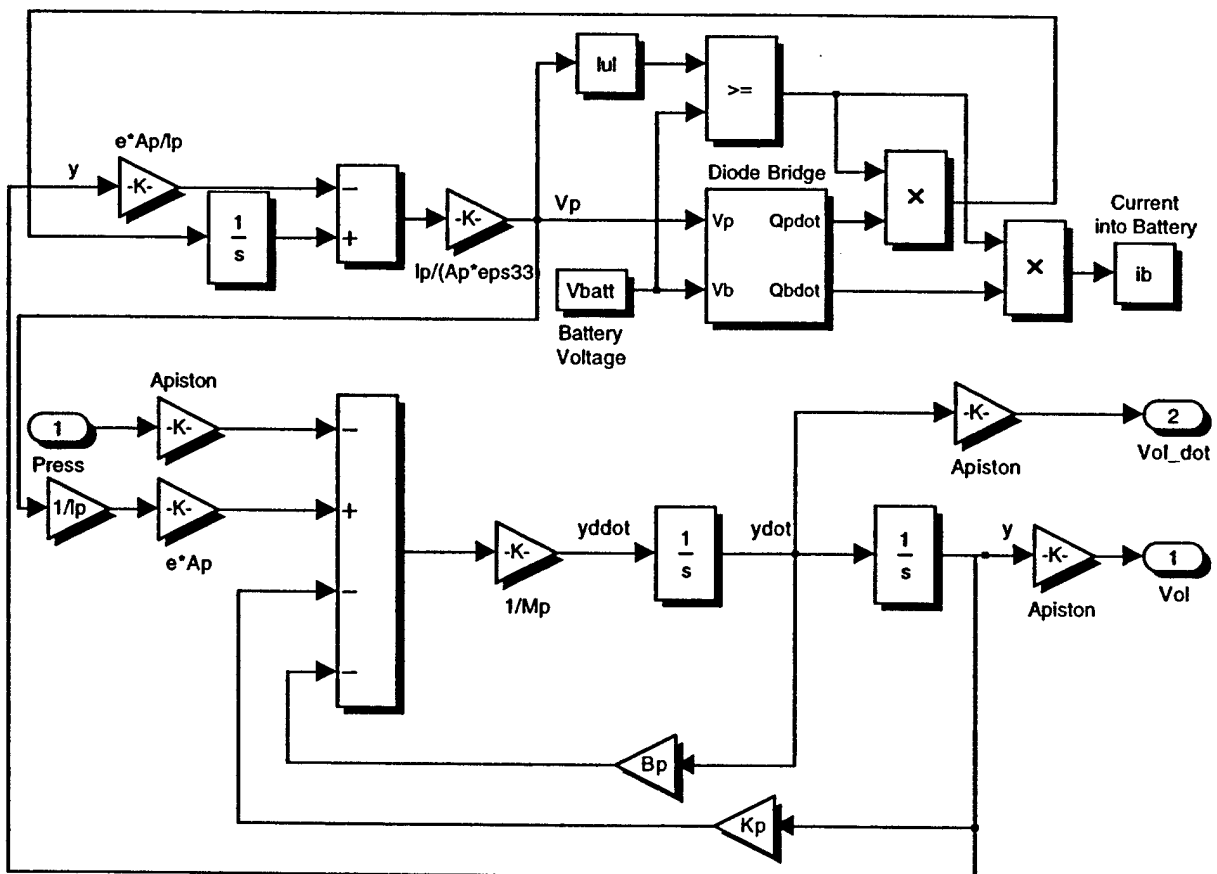 |u|
>=
e*Ap/lp
y
-K-
Diode Bridge
-
1
s
+
-K-
Vp
lp/(Ap*eps33)
Vp
Qpdot
Vb
Qbdot
×
×
Current
into Battery
ib
Vbatt
Battery
Voltage
Apiston
1
-K-
-
Press
1/lp
-K-
+
e*Ap
-
-
-K-
1/Mp
yddot
1
s
ydot
1
s
y
-K-
Apiston
2
Vol_dot
-K-
Apiston
1
Vol
Bp
Kp